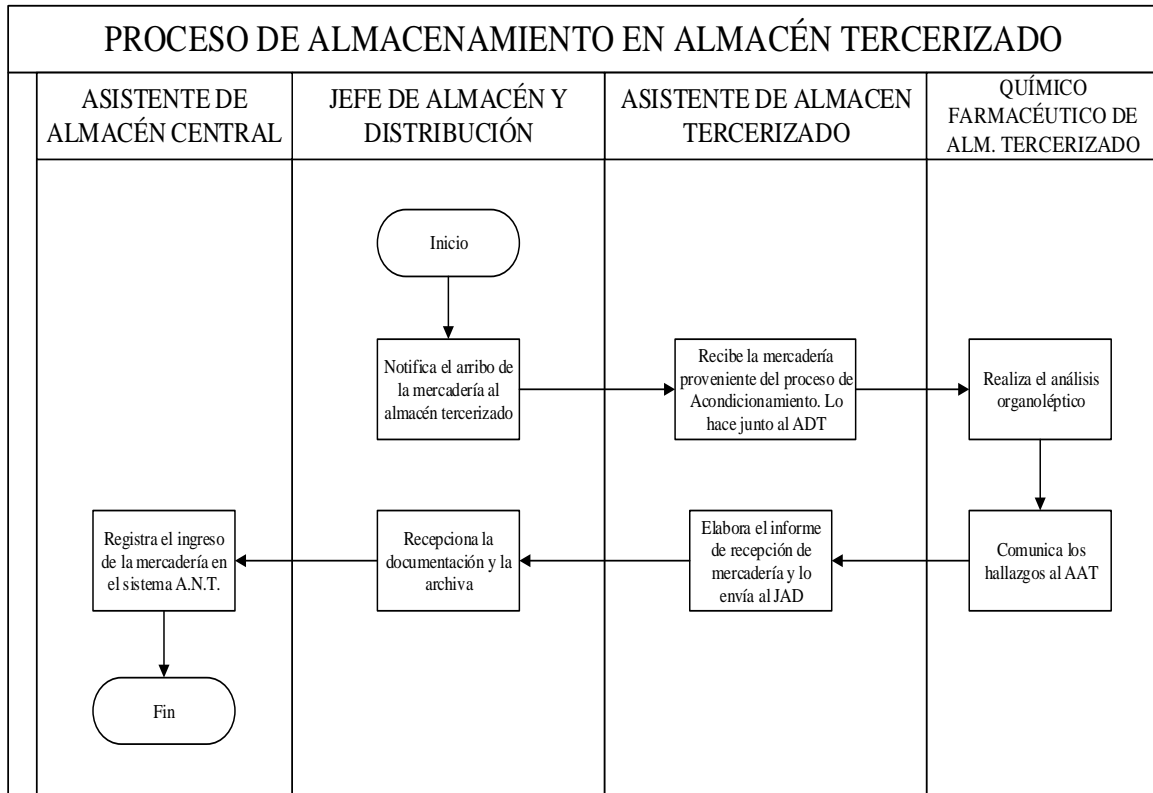 PROCESO DE ALMACENAMIENTO EN ALMACÉN TERCERIZADO
ASISTENTE DE
ALMACÉN CENTRAL
JEFE DE ALMACÉN Y
DISTRIBUCIÓN
ASISTENTE DE ALMACEN
TERCERIZADO
QUÍMICO
FARMACÉUTICO DE
ALM. TERCERIZADO
Inicio
Notifica el arribo de
la mercadería al
almacén tercerizado
Recibe la mercadería
proveniente del proceso de
Acondicionamiento. Lo
hace junto al ADT
Realiza el análisis
organoléptico
Registra el ingreso
de la mercadería en
el sistema A.N.T.
Recepciona la
documentación y la
archiva
Elabora el informe
de recepción de
mercadería y lo
envía al JAD
Comunica los
hallazgos al AAT
Fin